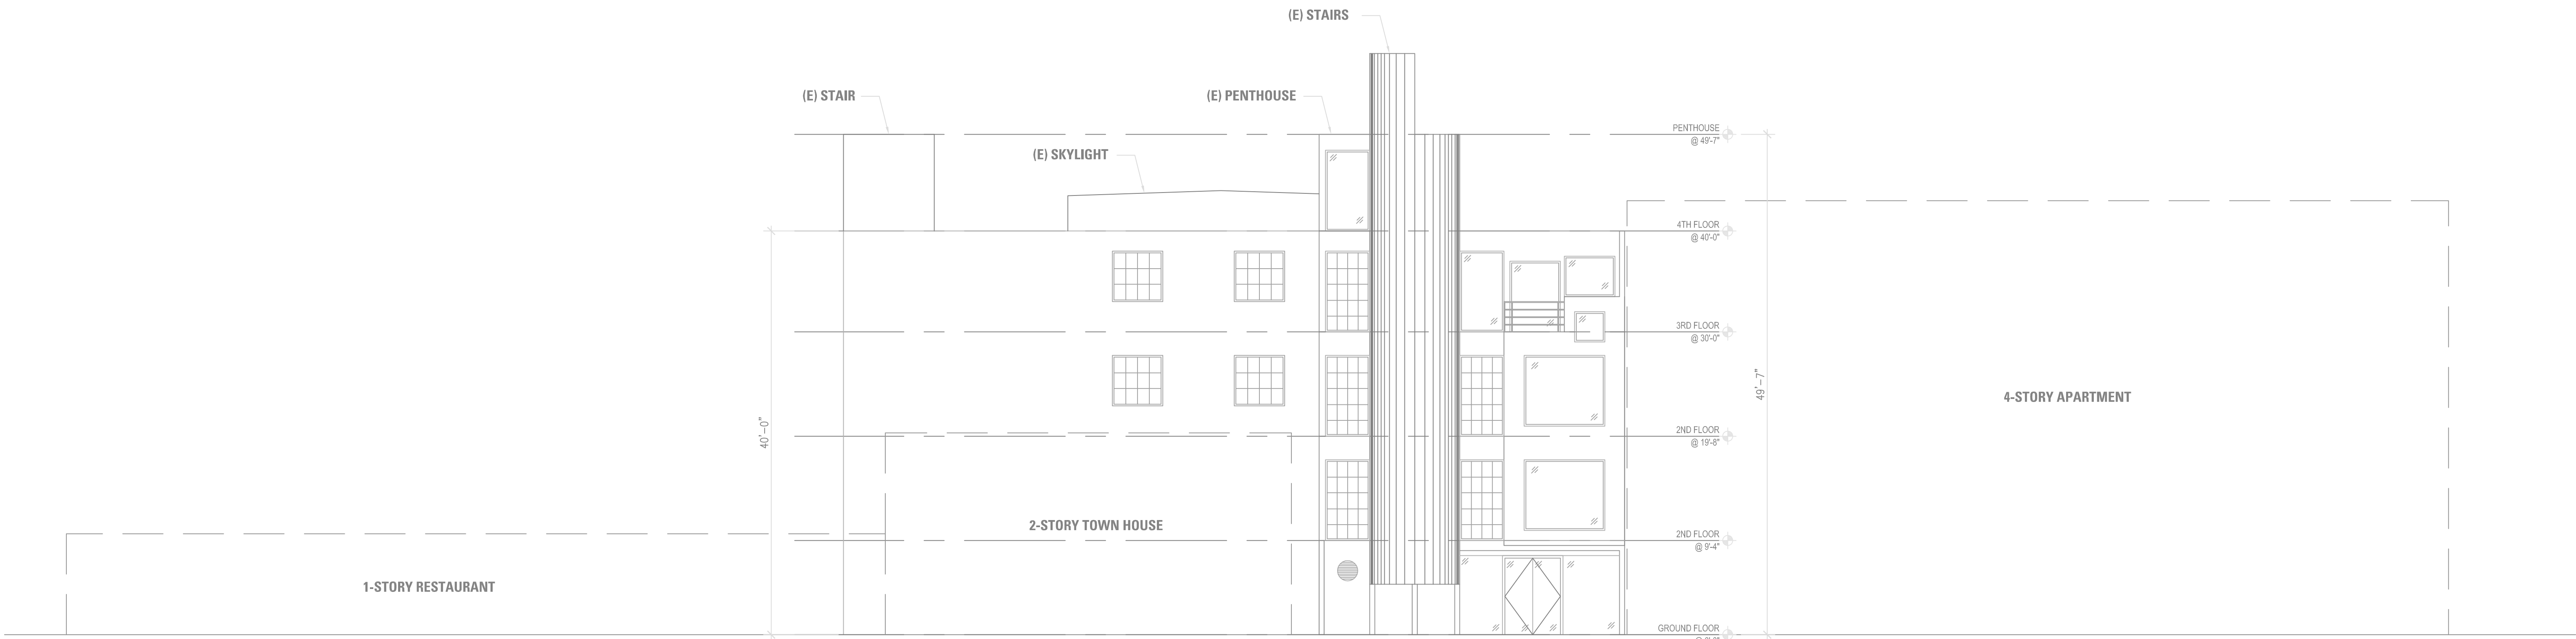 (E) STAIRS
(E) STAIR
(E) PENTHOUSE
(E) SKYLIGHT
PENTHOUSE
@ 49'-7"
4TH FLOOR
@ 40'-0"
3RD FLOOR
@ 30'-0"
49'-7"
4-STORY APARTMENT
40'-0"
2ND FLOOR
@ 19'-8"
2-STORY TOWN HOUSE
2ND FLOOR
@ 9'-4"
1-STORY RESTAURANT
GROUND FLOOR